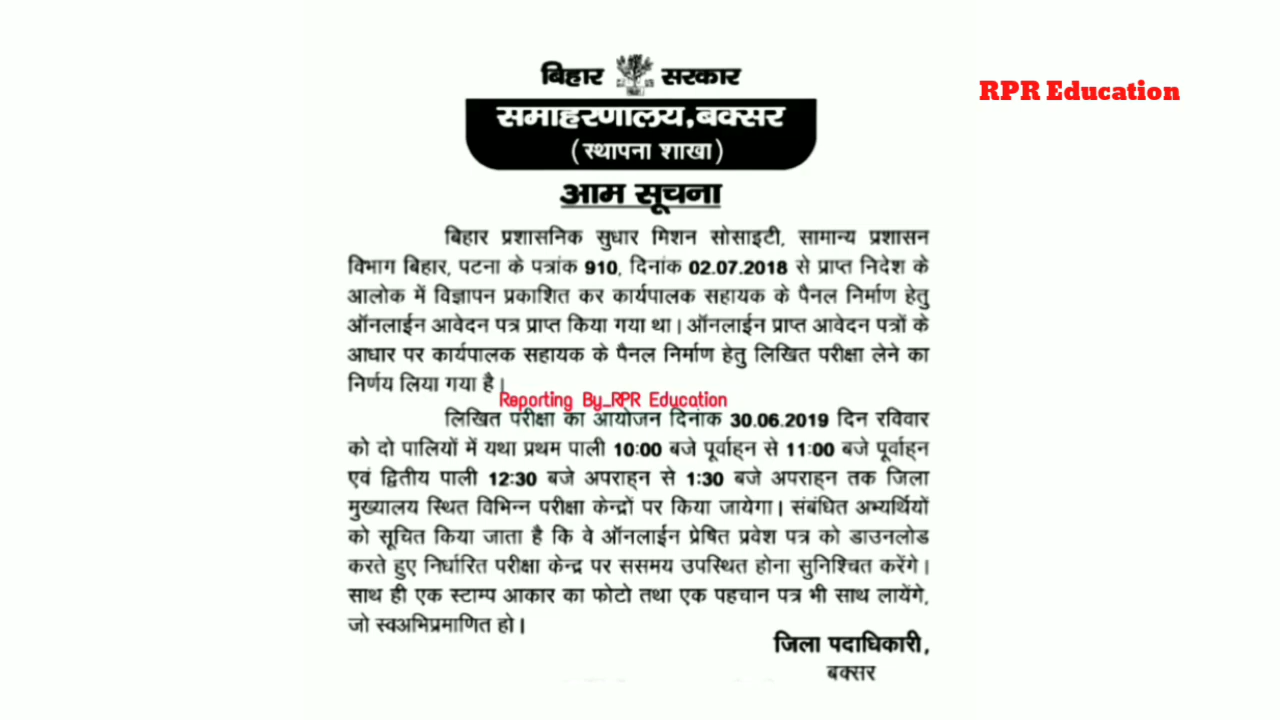 बिहार सरकार
RPR Education
समाहरणालय,बक्सर
(स्थापना शाखा)
आम सूचना
बिहार प्रशासनिक सुधार मिशन सोसाइटी, सामान्य प्रशासन
विभाग बिहार, पटना के पत्रांक 910, दिनांक 02.07.2018 से प्राप्त निदेश के
आलोक में विज्ञापन प्रकाशित कर कार्यपालक सहायक के पैनल निर्माण हेतु
ऑनलाईन आवेदन पत्र प्राप्त किया गया था। ऑनलाईन प्राप्त आवेदन पत्रों के
आधार पर कार्यपालक सहायक के पैनल निर्माण हेतु लिखित परीक्षा लेने का
निर्णय लिया गया है।
Reporting By_RPR Education
लिखित परीक्षा का आयोजन दिनांक 30.06.2019 दिन रविवार
को दो पालियों में यथा प्रथम पाली 10:00 बजे पूर्वाह्न से 11:00 बजे पूर्वाह्न
एवं द्वितीय पाली 12:30 बजे अपराह्न से 1:30 बजे अपराह्न तक जिला
मुख्यालय स्थित विभिन्न परीक्षा केन्द्रों पर किया जायेगा। संबंधित अभ्यर्थियों
को सूचित किया जाता है कि वे ऑनलाईन प्रेषित प्रवेश पत्र को डाउनलोड
करते हुए निर्धारित परीक्षा केन्द्र पर ससमय उपस्थित होना सुनिश्चित करेंगे।
साथ ही एक स्टाम्प आकार का फोटो तथा एक पहचान पत्र भी साथ लायेंगे,
जो स्वअभिप्रमाणित हो।
जिला पदाधिकारी,
बक्सर